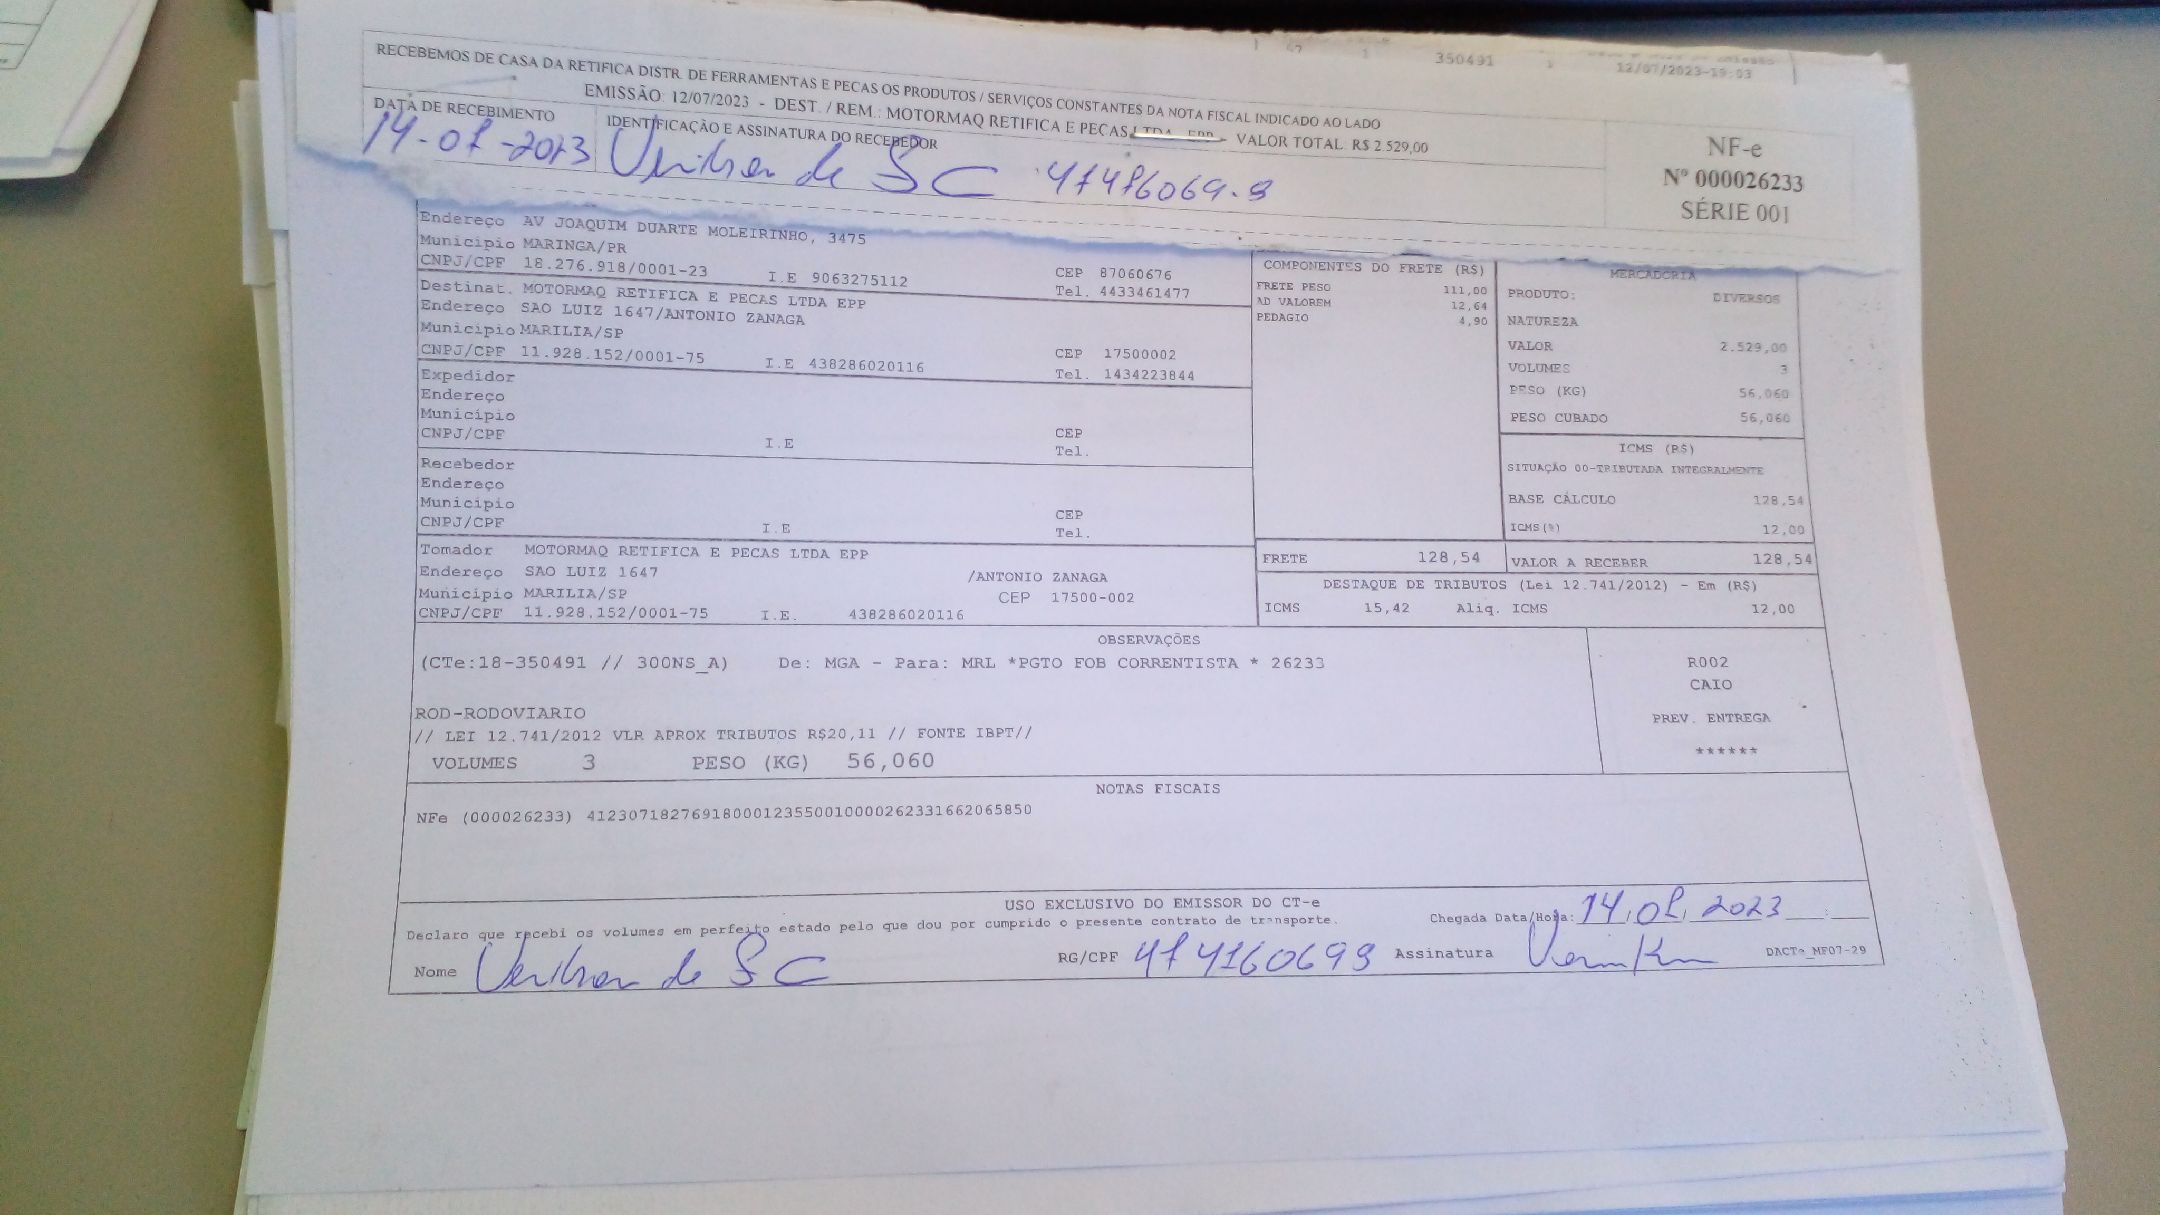 67 1 350491 1 12/07/2023-19:03
RECEBEMOS DE CASA DA RETIFICA DISTR. DE FERRAMENTAS E PECAS OS PRODUTOS / SERVIÇOS CONSTANTES DA NOTA FISCAL INDICADO AO LADO
EMISSÃO: 12/07/2023 - DEST. / REM.: MOTORMAQ RETIFICA E PECAS LTDA EPP - VALOR TOTAL: R$ 2.529,00
DATA DE RECEBIMENTO IDENTIFICAÇÃO E ASSINATURA DO RECEBEDOR
NF-e
Nº 000026233
SÉRIE 001
de S C
Endereço AV JOAQUIM DUARTE MOLEIRINHO, 3475
Município MARINGA/PR CEP 87060676
CNPJ/CPF 18.276.918/0001-23 I.E 9063275112 Tel. 4433461477
Destinat. MOTORMAQ RETIFICA E PECAS LTDA EPP
Endereço SAO LUIZ 1647/ANTONIO ZANAGA
Município MARILIA/SP CEP 17500002
CNPJ/CPF 11.928.152/0001-75 I.E 438286020116 Tel. 1434223844
Expedidor
Endereço
Município CEP
CNPJ/CPF I.E Tel.
Recebedor
Endereço
Município CEP
CNPJ/CPF I.E Tel.
Tomador MOTORMAQ RETIFICA E PECAS LTDA EPP
Endereço SAO LUIZ 1647 /ANTONIO ZANAGA
Município MARILIA/SP CEP 17500-002
CNPJ/CPF 11.928.152/0001-75 I.E. 438286020116
COMPONENTES DO FRETE (R$)
FRETE PESO 111,00
AD VALOREM 12,64
PEDAGIO 4,90
MERCADORIA
PRODUTO: DIVERSOS
NATUREZA
VALOR 2.529,00
VOLUMES 3
PESO (KG) 56,060
PESO CUBADO 56,060
ICMS (R$)
SITUAÇÃO 00-TRIBUTADA INTEGRALMENTE
BASE CÁLCULO 128,54
ICMS(%) 12,00
FRETE 128,54 VALOR A RECEBER 128,54
DESTAQUE DE TRIBUTOS (Lei 12.741/2012) - Em (R$)
ICMS 15,42 Aliq. ICMS 12,00
OBSERVAÇÕES
(CTe:18-350491 // 300NS_A) De: MGA - Para: MRL *PGTO FOB CORRENTISTA * 26233
ROD-RODOVIARIO
// LEI 12.741/2012 VLR APROX TRIBUTOS R$20,11 // FONTE IBPT//
VOLUMES 3 PESO (KG) 56,060
R002
CAIO
PREV. ENTREGA
******
NOTAS FISCAIS
NFe (000026233) 41230718276918000123550010000262331662065850
USO EXCLUSIVO DO EMISSOR DO CT-e
Declaro que recebi os volumes em perfeito estado pelo que dou por cumprido o presente contrato de transporte. Chegada Data/Hora:
Nome de S C RG/CPF Assinatura DACTe_MF07-29